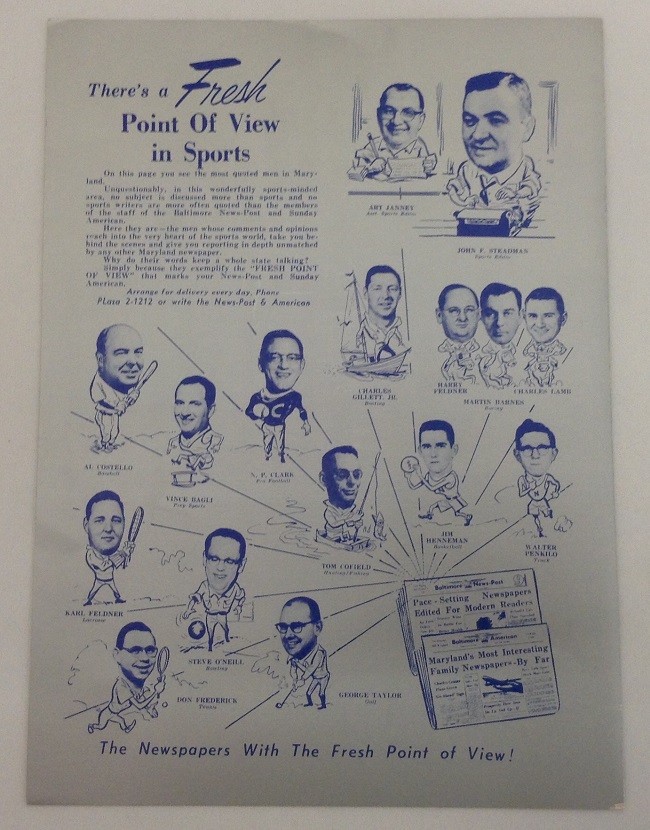 There's a Fresh
Point Of View
in Sports
On this page you see the most quoted men in Mary-
land.
Unquestionably, in this wonderfully sports-minded
area, no subject is discussed more than sports and no
sports writers are more often quoted than the members
of the staff of the Baltimore News-Post and Sunday
American.
Here they are—the men whose comments and opinions
reach into the very heart of the sports world, take you be-
hind the scenes and give you reporting in depth unmatched
by any other Maryland newspaper.
Why do their words keep a whole state talking?
Simply because they exemplify the "FRESH POINT
OF VIEW" that marks your News-Post and Sunday
American.
Arrange for delivery every day, Phone
PLaza 2-1212 or write the News-Post & American
ART JANNEY
Asst Sports Editor
JOHN F. STEADMAN
Sports Editor
CHARLES
GILLETT, JR.
Boating
HARRY
FELDNER
CHARLES LAMB
MARTIN BARNES
Racing
AL COSTELLO
Baseball
VINCE BAGLI
Prep Sports
N. P. CLARK
Pro Football
C
TOM COFIELD
Hunting/Fishing
JIM
HENNEMAN
Basketball
WALTER
PENKILO
Track
KARL FELDNER
Lacrosse
STEVE O'NEILL
Bowling
DON FREDERICK
Tennis
GEORGE TAYLOR
Golf
Baltimore News-Post
Pace-Setting Newspapers
Edited For Modern Readers
Baltimore American
Maryland's Most Interesting
Family Newspapers-By Far
The Newspapers With The Fresh Point of View!